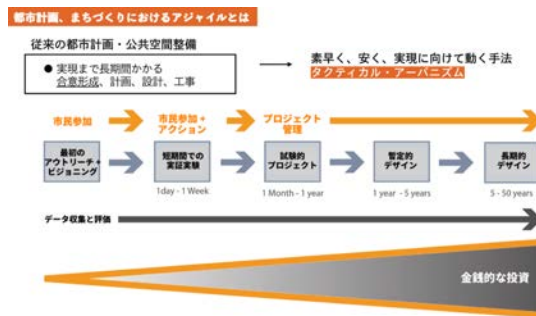 都市計画、まちづくりにおけるアジャイルとは
従来の都市計画・公共空間整備
● 実現まで長期間かかる
合意形成、計画、設計、工事
素早く、安く、実現に向けて動く手法
タクティカル・アーバニズム
市民参加
市民参加+
アクション
プロジェクト
管理
最初の
アウトリーチ+
ビジョニング
短期間での
実証実験
試験的
プロジェクト
暫定的
デザイン
長期的
デザイン
1day - 1 Week
1 Month - 1 year
1 year - 5 years
5 - 50 years
データ収集と評価
金銭的な投資